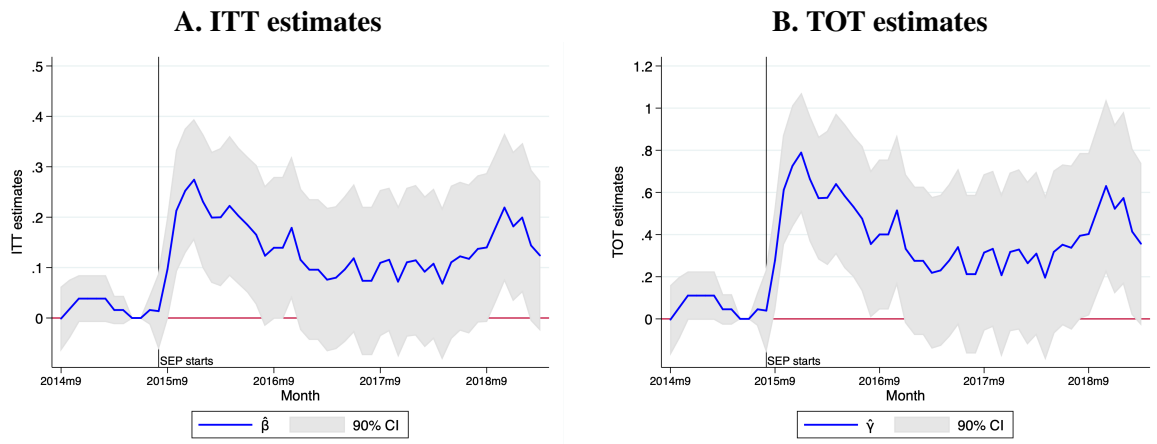 A. ITT estimates
B. TOT estimates
.5
.4
.3
.2
.1
0
ITT estimates
SEP starts
2014m9 2015m9 2016m9 2017m9 2018m9
Month
β̂ 90% CI
1.2
1
.8
.6
.4
.2
0
TOT estimates
SEP starts
2014m9 2015m9 2016m9 2017m9 2018m9
Month
γ̂ 90% CI